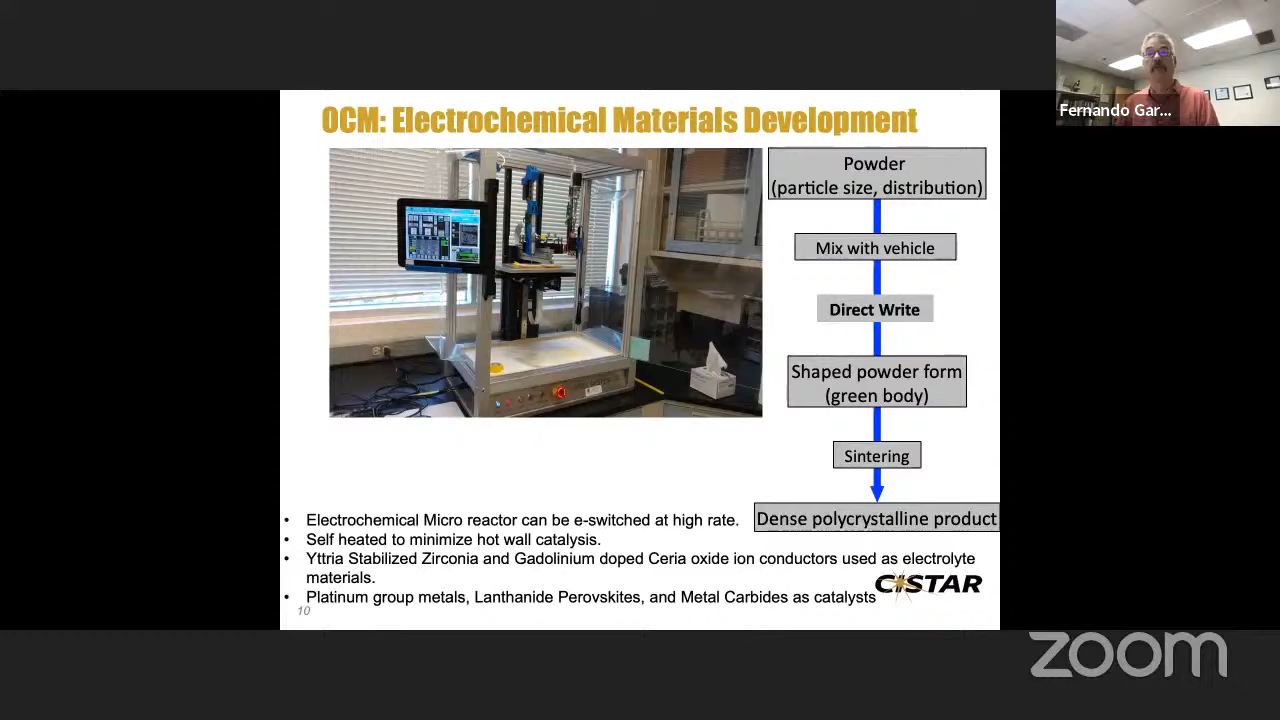 Fernando Gar...
OCM: Electrochemical Materials Development
Powder
(particle size, distribution)
Mix with vehicle
Direct Write
Shaped powder form
(green body)
Sintering
Dense polycrystalline product
• Electrochemical Micro reactor can be e-switched at high rate.
• Self heated to minimize hot wall catalysis.
• Yttria Stabilized Zirconia and Gadolinium doped Ceria oxide ion conductors used as electrolyte
materials.
• Platinum group metals, Lanthanide Perovskites, and Metal Carbides as catalysts
CISTAR
10
zoom